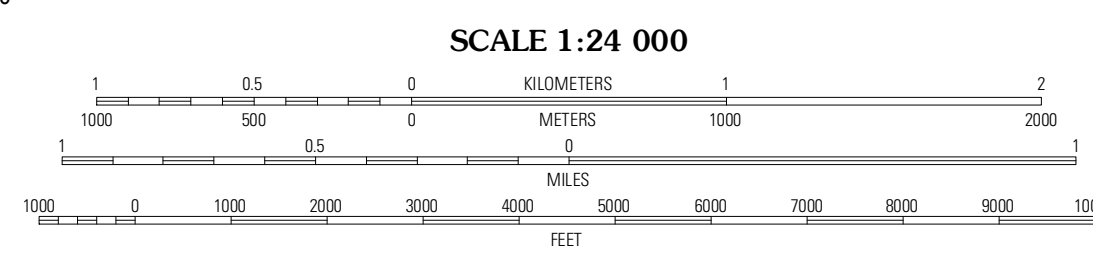 SCALE 1:24 000
1 0.5 0 KILOMETERS 1 2
1000 500 0 METERS 1000 2000
1 0.5 0 1
MILES
1000 0 1000 2000 3000 4000 5000 6000 7000 8000 9000
FEET